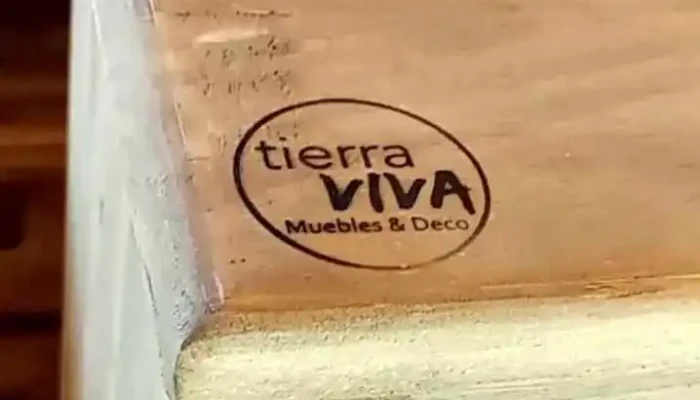 tierra
VIVA
Muebles & Deco